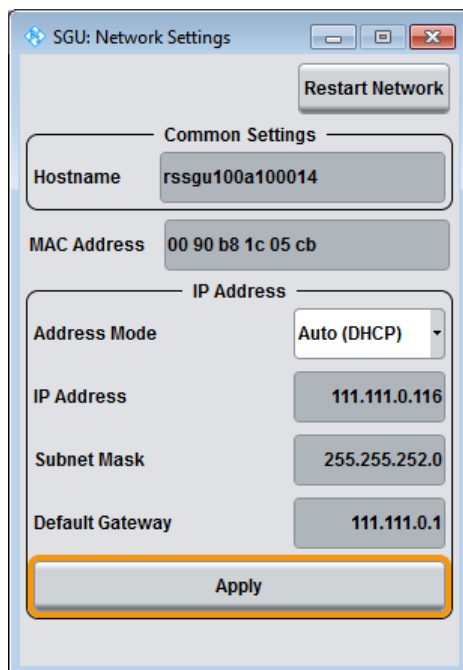 SGU: Network Settings
Restart Network
Common Settings
Hostname rssgu100a100014
MAC Address 00 90 b8 1c 05 cb
IP Address
Address Mode Auto (DHCP)
IP Address 111.111.0.116
Subnet Mask 255.255.252.0
Default Gateway 111.111.0.1
Apply